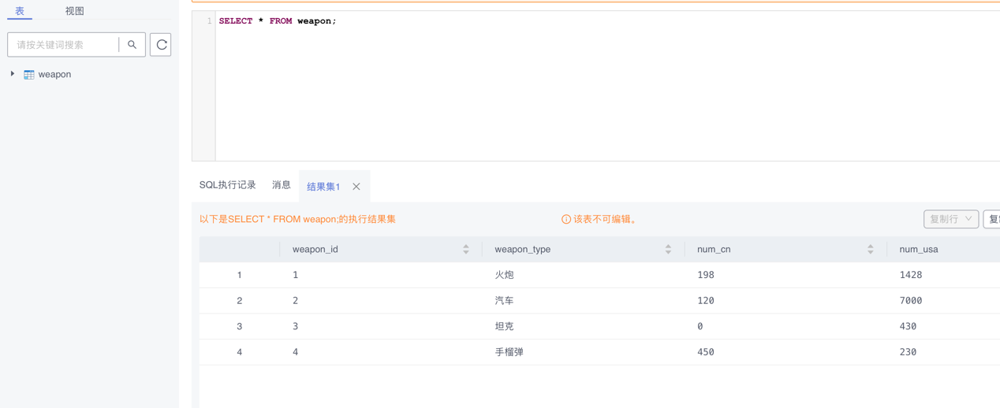 表 视图
请按关键词搜索
weapon
1 SELECT * FROM weapon;
SQL执行记录 消息 结果集1
以下是SELECT * FROM weapon;的执行结果集 该表不可编辑。 复制行
weapon_id weapon_type num_cn num_usa
1 1 火炮 198 1428
2 2 汽车 120 7000
3 3 坦克 0 430
4 4 手榴弹 450 230